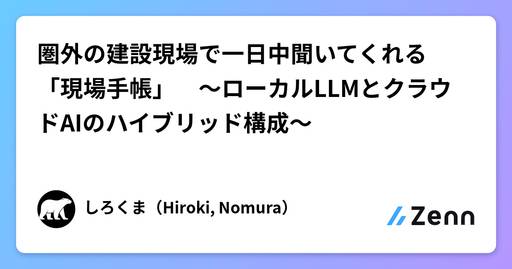 圏外の建設現場で一日中聞いてくれる
「現場手帳」　〜ローカルLLMとクラウ
ドAIのハイブリッド構成〜
しろくま（Hiroki, Nomura）
Zenn